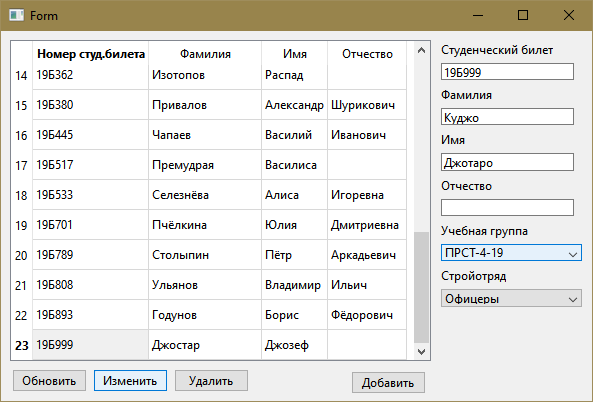 Form
Номер студ.билета Фамилия Имя Отчество
14 19Б362 Изотопов Распад
15 19Б380 Привалов Александр Шурикович
16 19Б445 Чапаев Василий Иванович
17 19Б517 Премудрая Василиса
18 19Б533 Селезнёва Алиса Игоревна
19 19Б701 Пчёлкина Юлия Дмитриевна
20 19Б789 Столыпин Пётр Аркадьевич
21 19Б808 Ульянов Владимир Ильич
22 19Б893 Годунов Борис Фёдорович
23 19Б999 Джостар Джозеф
Обновить Изменить Удалить Добавить
Студенческий билет
19Б999
Фамилия
Куджо
Имя
Джотаро
Отчество
Учебная группа
ПРСТ-4-19
Стройотряд
Офицеры